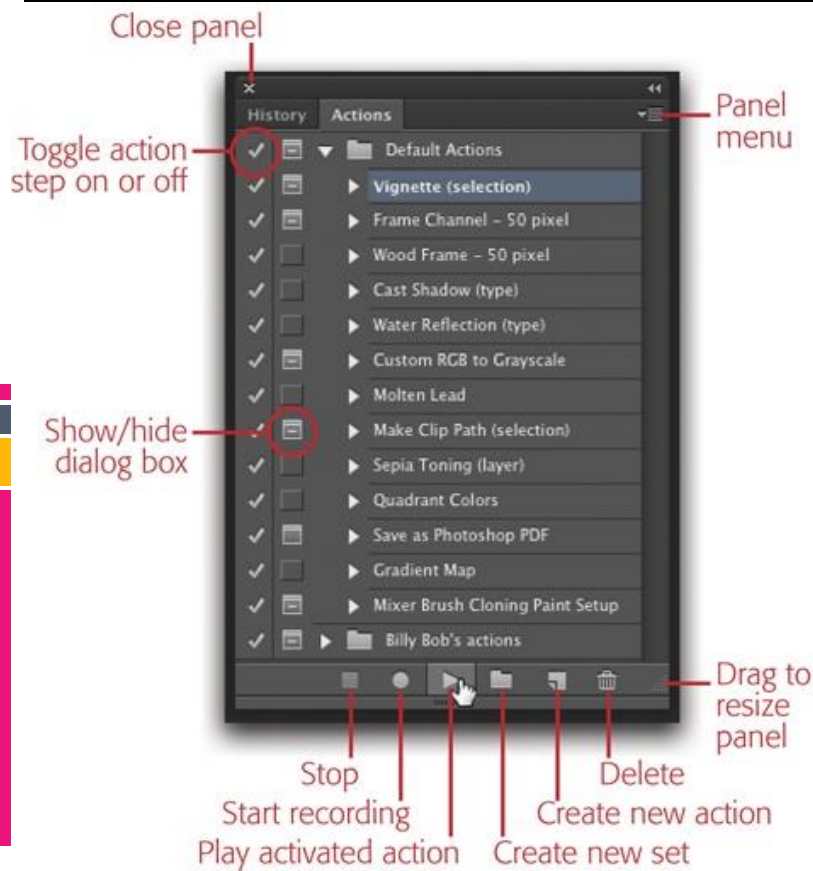 Close panel
History Actions
Panel
menu
Toggle action
step on or off
Default Actions
Vignette (selection)
Frame Channel – 50 pixel
Wood Frame – 50 pixel
Cast Shadow (type)
Water Reflection (type)
Custom RGB to Grayscale
Molten Lead
Show/hide
dialog box
Make Clip Path (selection)
Sepia Toning (layer)
Quadrant Colors
Save as Photoshop PDF
Gradient Map
Mixer Brush Cloning Paint Setup
Billy Bob's actions
Drag to
resize
panel
Stop
Delete
Start recording
Create new action
Play activated action
Create new set